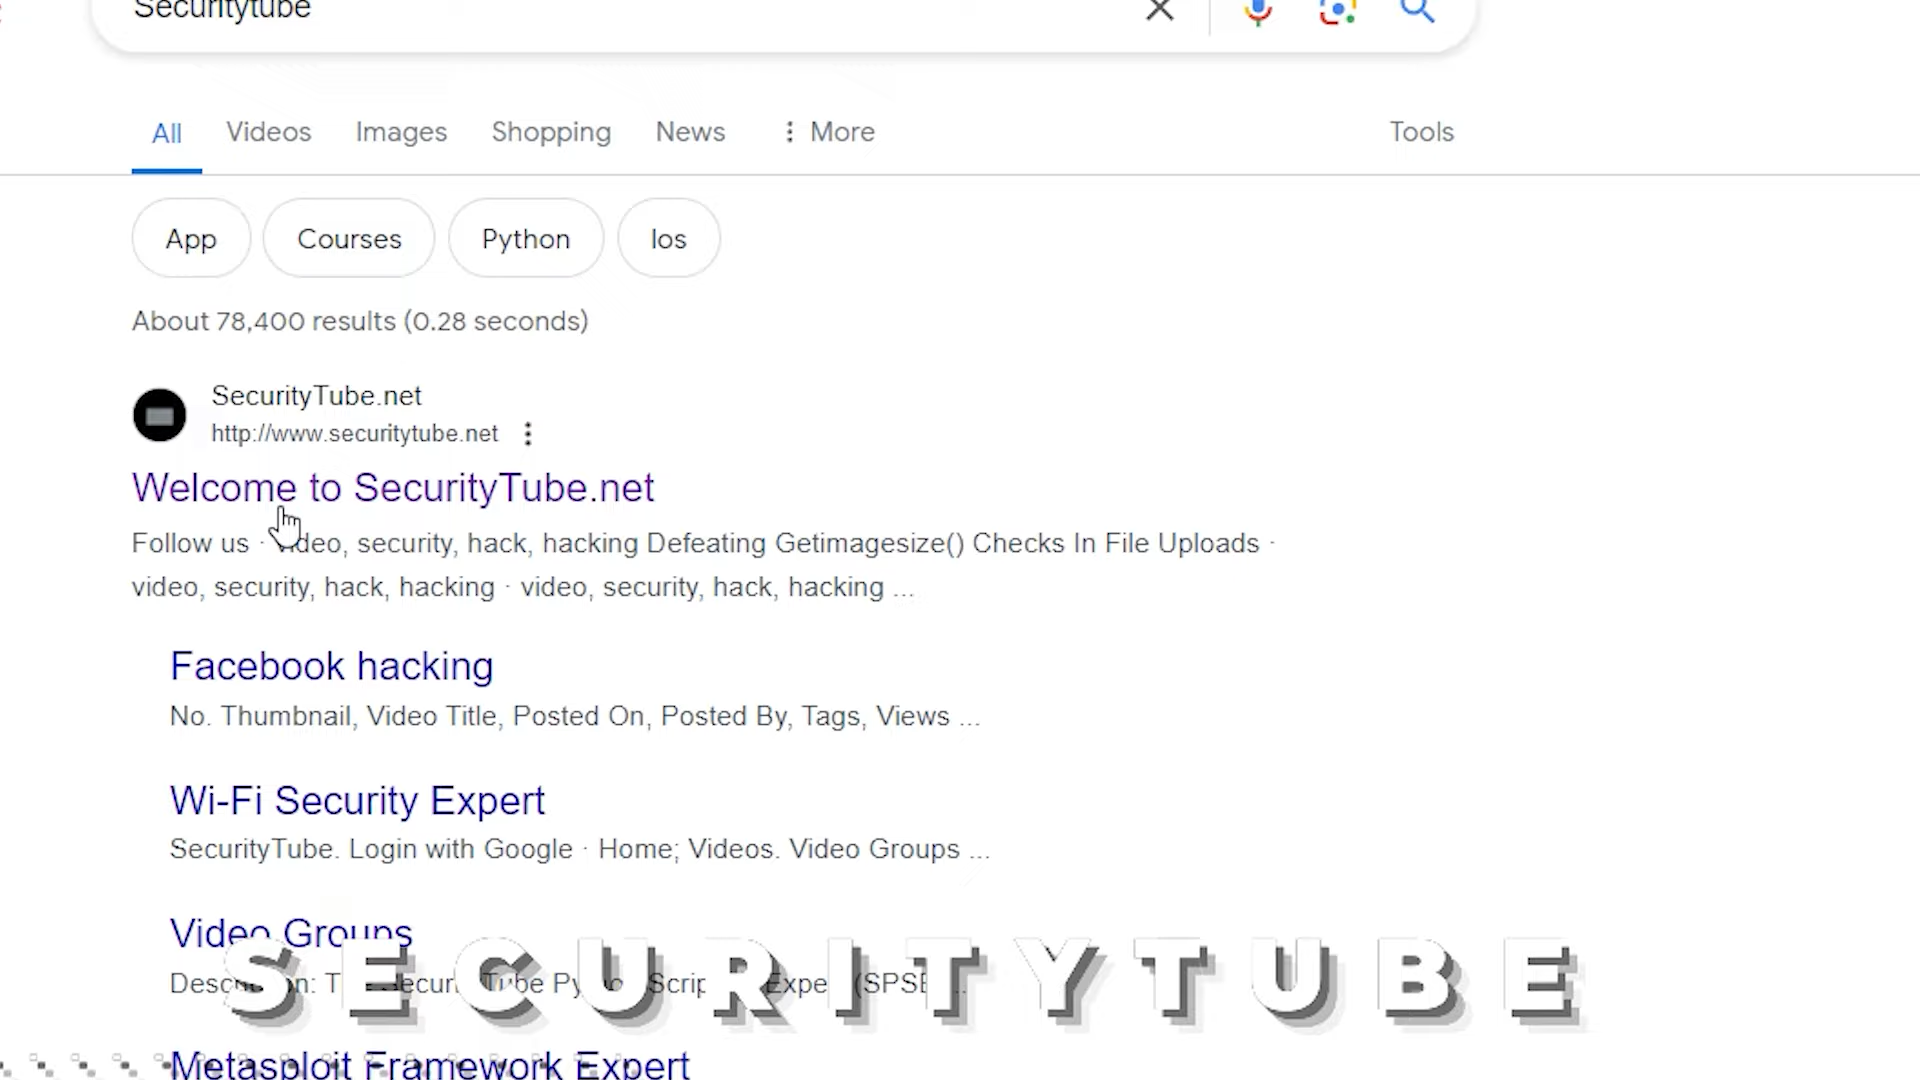 Securitytube
All Videos Images Shopping News More Tools
App Courses Python Ios
About 78,400 results (0.28 seconds)
SecurityTube.net
http://www.securitytube.net
Welcome to SecurityTube.net
Follow us · video, security, hack, hacking Defeating Getimagesize() Checks In File Uploads ·
video, security, hack, hacking · video, security, hack, hacking ...
Facebook hacking
No. Thumbnail, Video Title, Posted On, Posted By, Tags, Views ...
Wi-Fi Security Expert
SecurityTube. Login with Google · Home; Videos. Video Groups ...
Video Groups
SECURITYTUBE
Metasploit Framework Expert